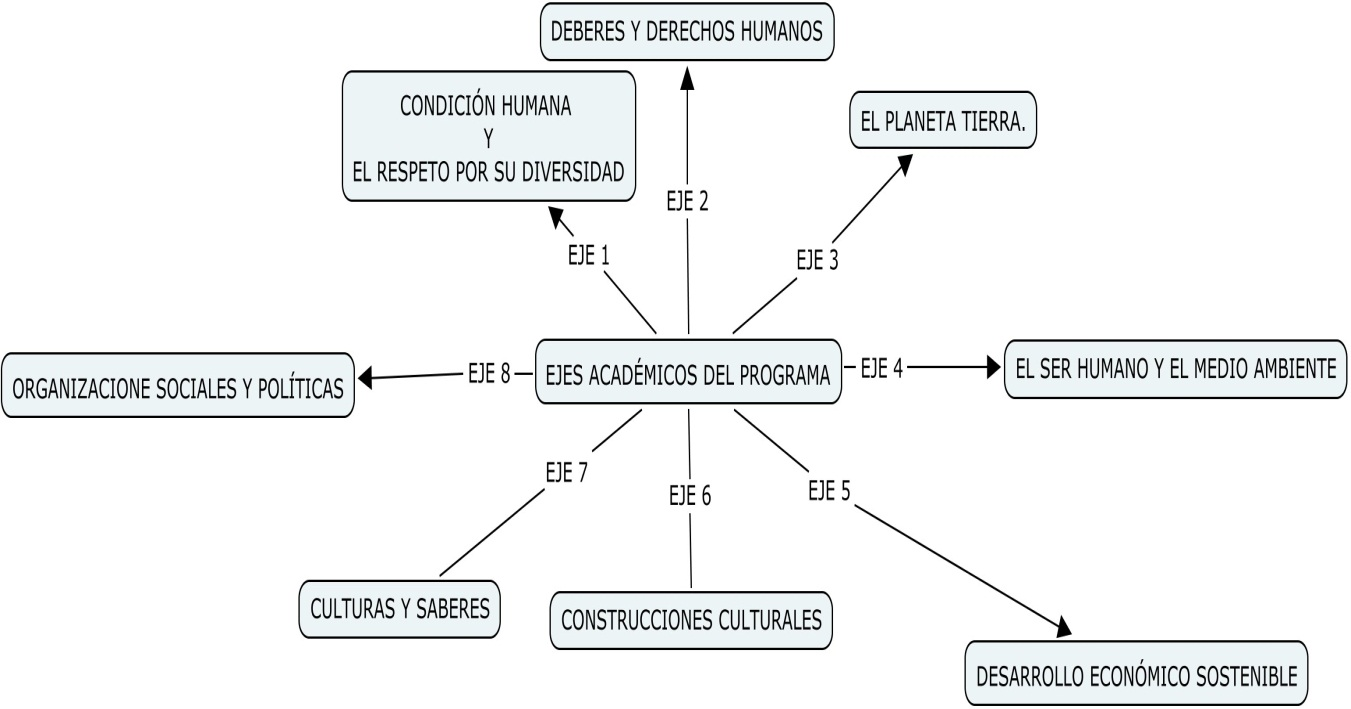 DEBERES Y DERECHOS HUMANOS
CONDICIÓN HUMANA
Y
EL RESPETO POR SU DIVERSIDAD
EL PLANETA TIERRA.
EJE 2
EJE 1
EJE 3
ORGANIZACIONE SOCIALES Y POLÍTICAS
EJE 8
EJES ACADÉMICOS DEL PROGRAMA
EJE 4
EL SER HUMANO Y EL MEDIO AMBIENTE
EJE 7
EJE 6
EJE 5
CULTURAS Y SABERES
CONSTRUCCIONES CULTURALES
DESARROLLO ECONÓMICO SOSTENIBLE